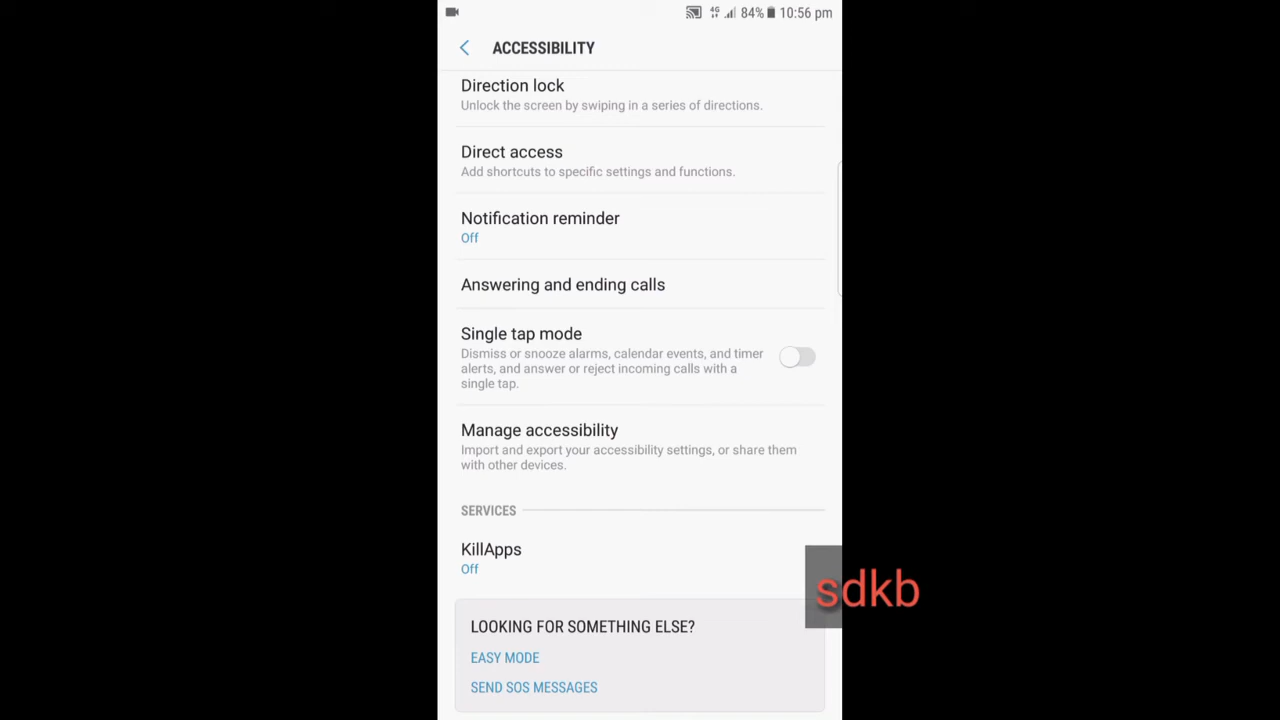 4G 84% 10:56 pm
ACCESSIBILITY
Direction lock
Unlock the screen by swiping in a series of directions.
Direct access
Add shortcuts to specific settings and functions.
Notification reminder
Off
Answering and ending calls
Single tap mode
Dismiss or snooze alarms, calendar events, and timer
alerts, and answer or reject incoming calls with a
single tap.
Manage accessibility
Import and export your accessibility settings, or share them
with other devices.
SERVICES
KillApps
Off
sdkb
LOOKING FOR SOMETHING ELSE?
EASY MODE
SEND SOS MESSAGES